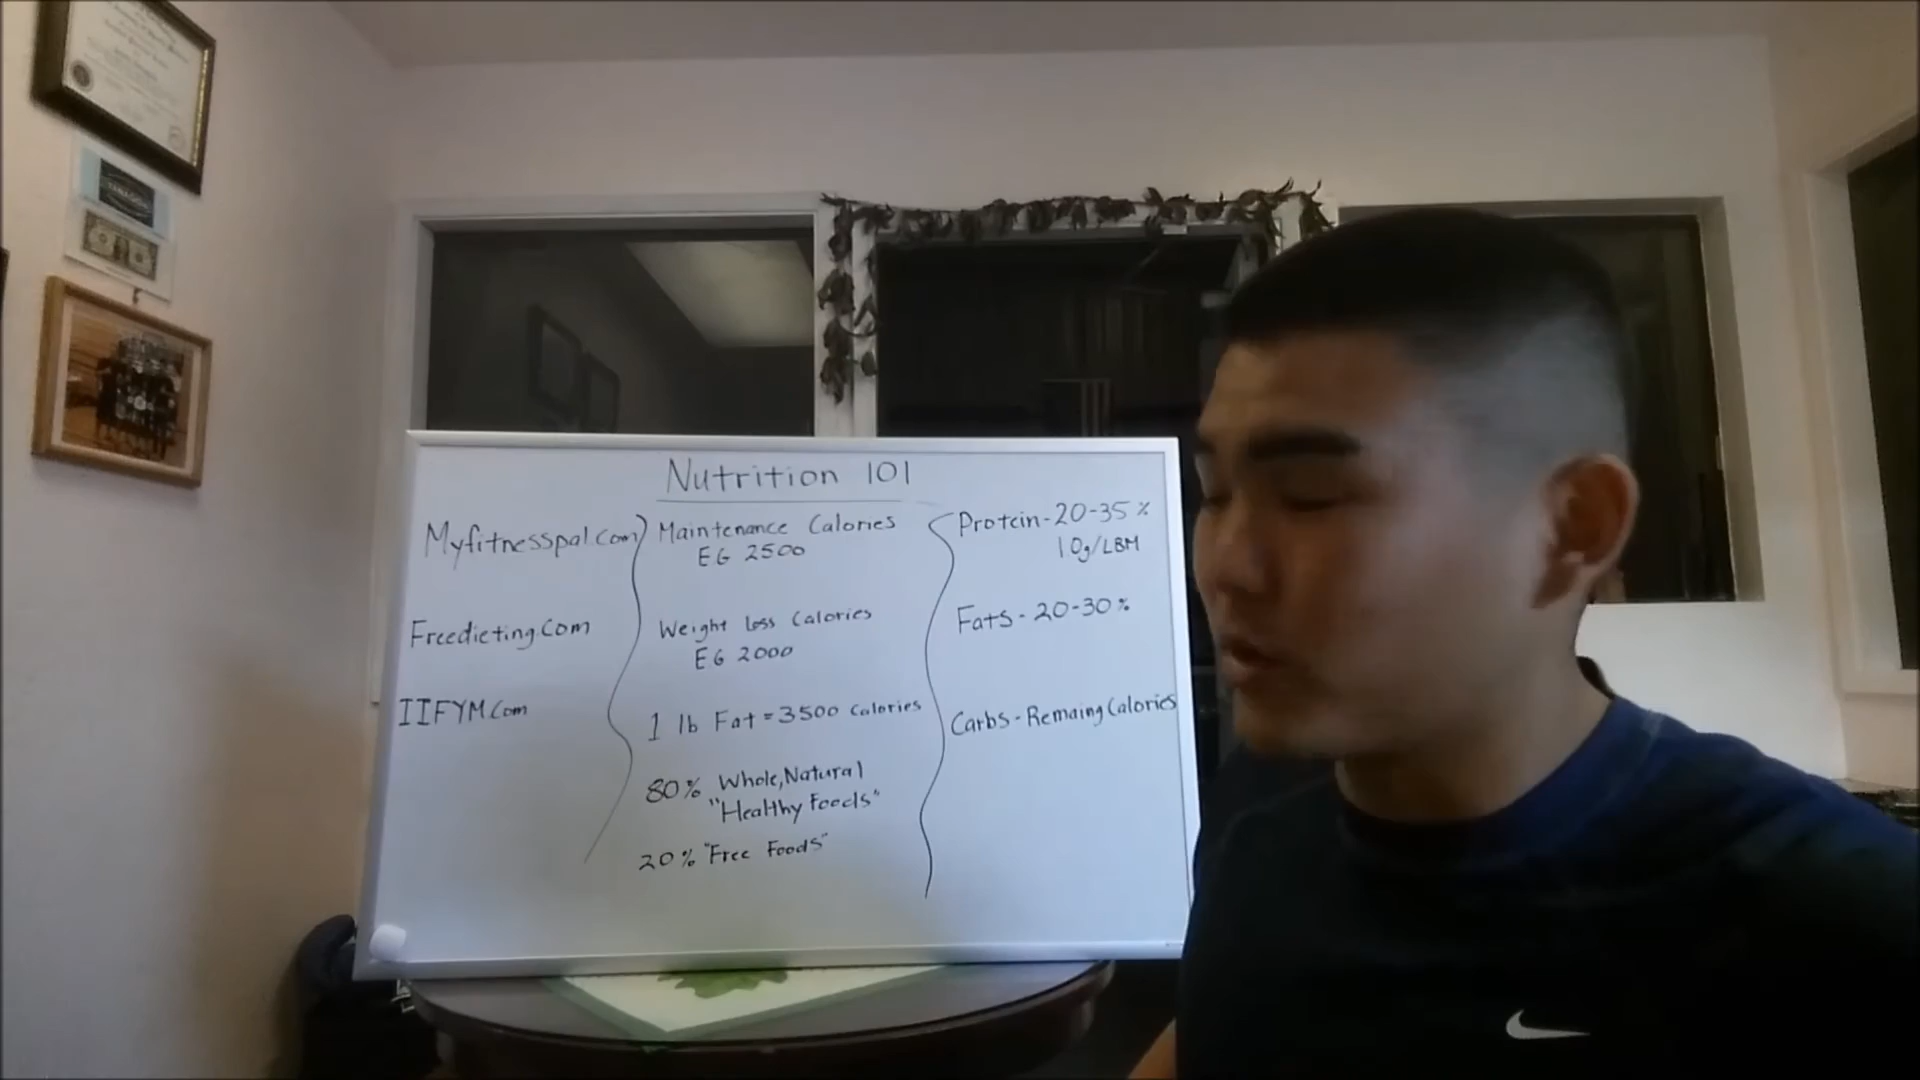 Nutrition 101
Myfitnesspal.com
Freedieting.com
IIFYM.com
Maintenance Calories
EG 2500
Weight Loss Calories
EG 2000
1 lb Fat = 3500 calories
80% Whole, Natural
"Healthy Foods"
20% "Free Foods"
Protein - 20-35%
1.0g/LBM
Fats - 20-30%
Carbs - Remaing Calories